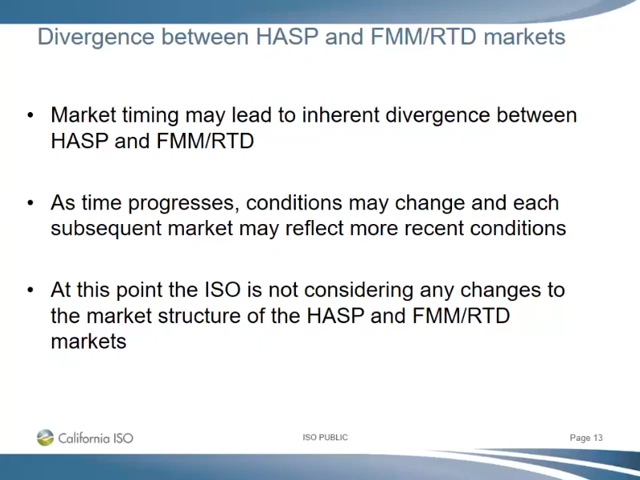 Divergence between HASP and FMM/RTD markets
• Market timing may lead to inherent divergence between
HASP and FMM/RTD
• As time progresses, conditions may change and each
subsequent market may reflect more recent conditions
• At this point the ISO is not considering any changes to
the market structure of the HASP and FMM/RTD
markets
California ISO
ISO PUBLIC
Page 13